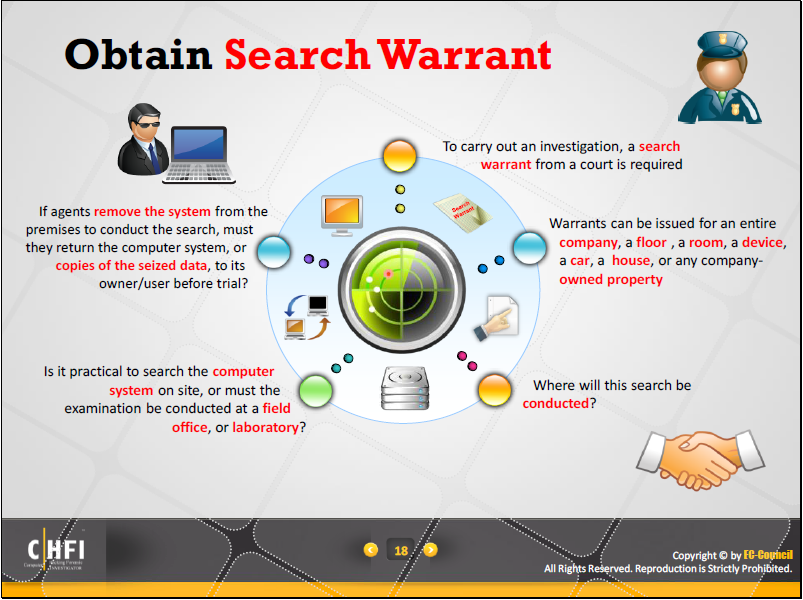 Obtain Search Warrant
To carry out an investigation, a search
warrant from a court is required
Search
Warrant
If agents remove the system from the
premises to conduct the search, must
they return the computer system, or
copies of the seized data, to its
owner/user before trial?
Warrants can be issued for an entire
company, a floor , a room, a device,
a car, a house, or any company-
owned property
Is it practical to search the computer
system on site, or must the
examination be conducted at a field
office, or laboratory?
Where will this search be
conducted?
CHFI
Computer Hacking Forensic
INVESTIGATOR
18
Copyright © by EC-Council
All Rights Reserved. Reproduction is Strictly Prohibited.